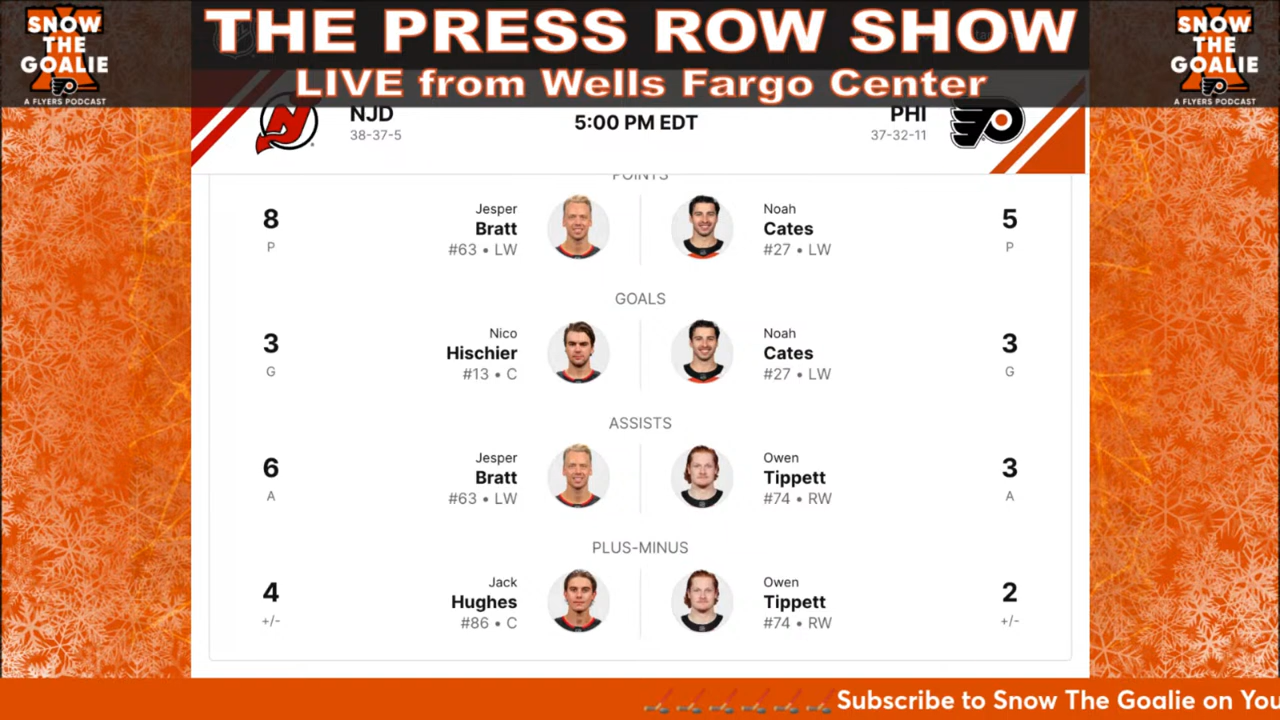 THE PRESS ROW SHOW
LIVE from Wells Fargo Center
SNOW
THE
GOALIE
A FLYERS PODCAST
SNOW
THE
GOALIE
A FLYERS PODCAST
NJD
38-37-5
5:00 PM EDT
PHI
37-32-11
POINTS
8
P
Jesper
Bratt
#63 • LW
Noah
Cates
#27 • LW
5
P
GOALS
3
G
Nico
Hischier
#13 • C
Noah
Cates
#27 • LW
3
G
ASSISTS
6
A
Jesper
Bratt
#63 • LW
Owen
Tippett
#74 • RW
3
A
PLUS-MINUS
4
+/-
Jack
Hughes
#86 • C
Owen
Tippett
#74 • RW
2
+/-
Subscribe to Snow The Goalie on You